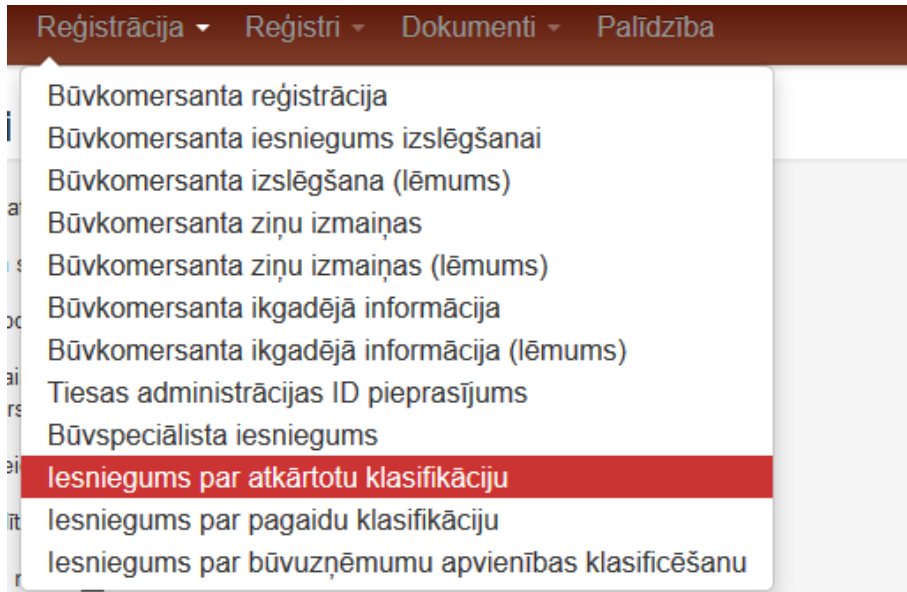 Reģistrācija Reģistri Dokumenti Palīdzība
Būvkomersanta reģistrācija
Būvkomersanta iesniegums izslēgšanai
Būvkomersanta izslēgšana (lēmums)
Būvkomersanta ziņu izmaiņas
Būvkomersanta ziņu izmaiņas (lēmums)
Būvkomersanta ikgadējā informācija
Būvkomersanta ikgadējā informācija (lēmums)
Tiesas administrācijas ID pieprasījums
Būvspeciālista iesniegums
Iesniegums par atkārtotu klasifikāciju
Iesniegums par pagaidu klasifikāciju
Iesniegums par būvuzņēmumu apvienības klasificēšanu